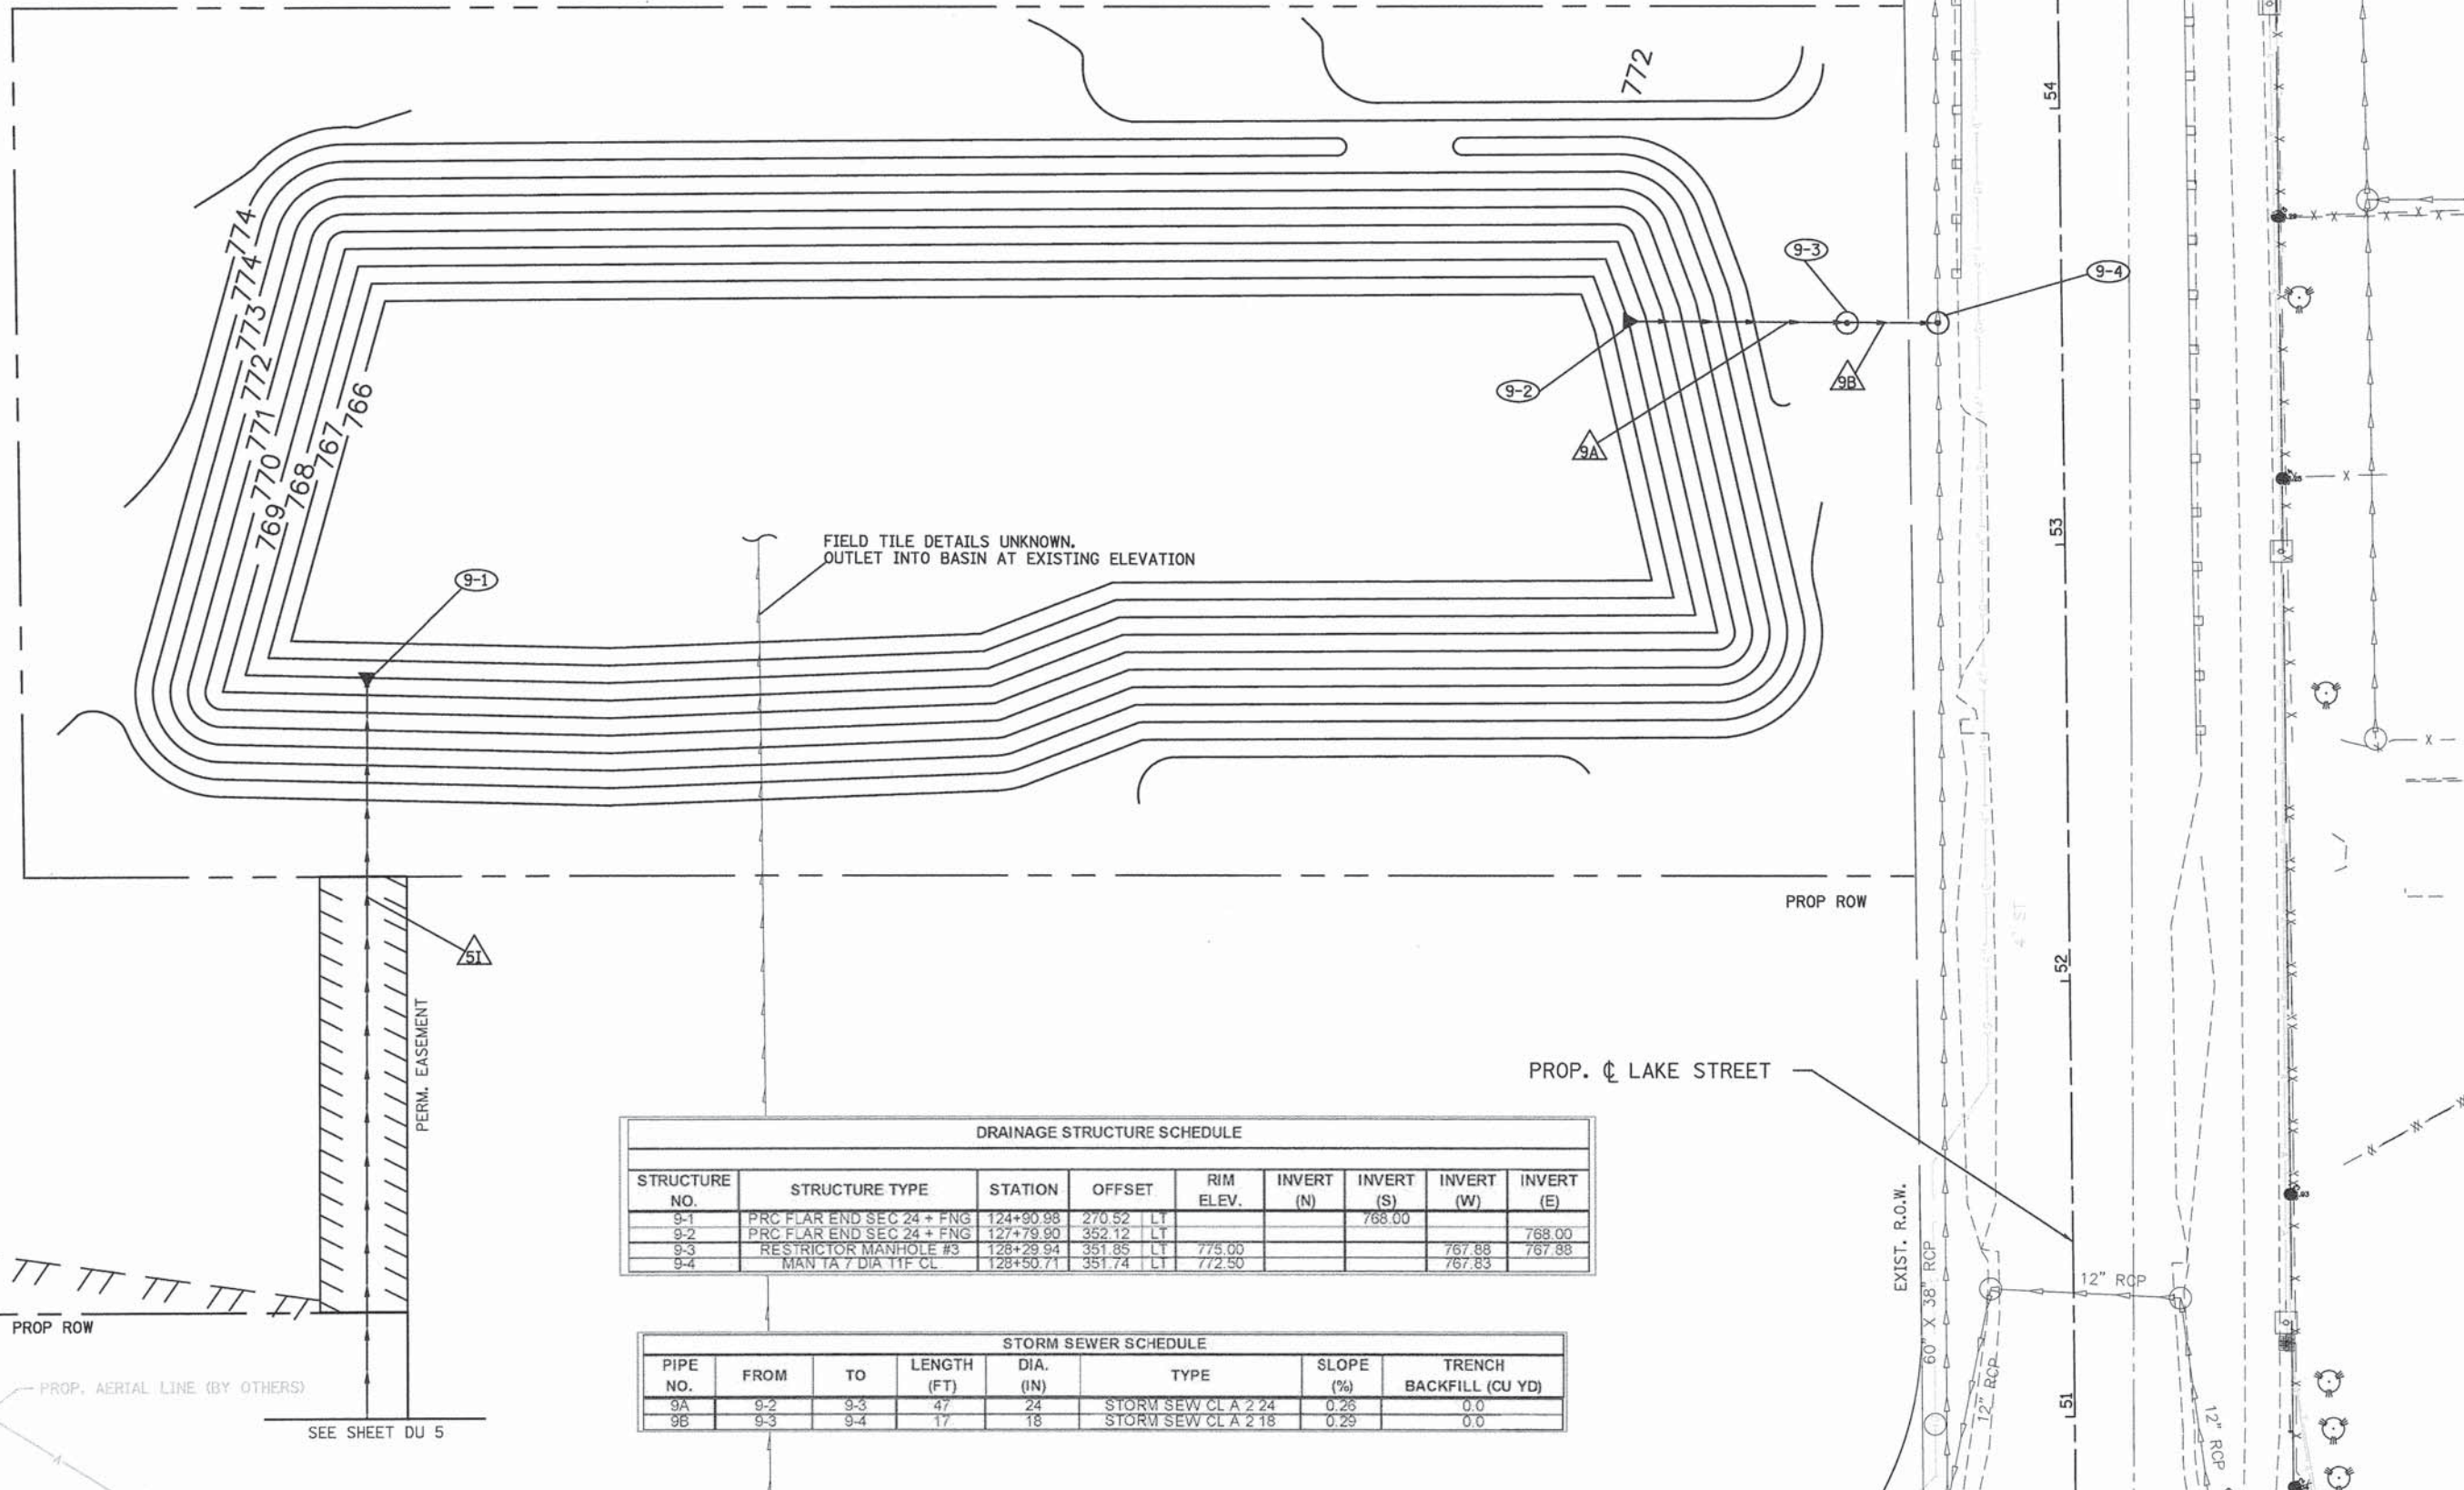 772
54
774
774
773
772
771
770
769
768
767
766
9-3
9-4
9-2
9B
9A
53
FIELD TILE DETAILS UNKNOWN.
OUTLET INTO BASIN AT EXISTING ELEVATION
9-1
PROP ROW
4' ST
52
5I
PERM. EASEMENT
PROP. ℄ LAKE STREET
DRAINAGE STRUCTURE SCHEDULE
STRUCTURE NO. STRUCTURE TYPE STATION OFFSET RIM ELEV. INVERT (N) INVERT (S) INVERT (W) INVERT (E)
9-1 PRC FLAR END SEC 24 + FNG 124+90.98 270.52 LT 768.00
9-2 PRC FLAR END SEC 24 + FNG 127+79.90 352.12 LT 768.00
9-3 RESTRICTOR MANHOLE #3 128+29.94 351.85 LT 775.00 767.88 767.88
9-4 MAN TA 7 DIA T1F CL 128+50.71 351.74 LT 772.50 767.83
EXIST. R.O.W.
60" X 38" RCP
12" RCP
12" RCP
12" RCP
51
PROP ROW
STORM SEWER SCHEDULE
PIPE NO. FROM TO LENGTH (FT) DIA. (IN) TYPE SLOPE (%) TRENCH BACKFILL (CU YD)
9A 9-2 9-3 47 24 STORM SEW CL A 2 24 0.26 0.0
9B 9-3 9-4 17 18 STORM SEW CL A 2 18 0.29 0.0
PROP. AERIAL LINE (BY OTHERS)
SEE SHEET DU 5